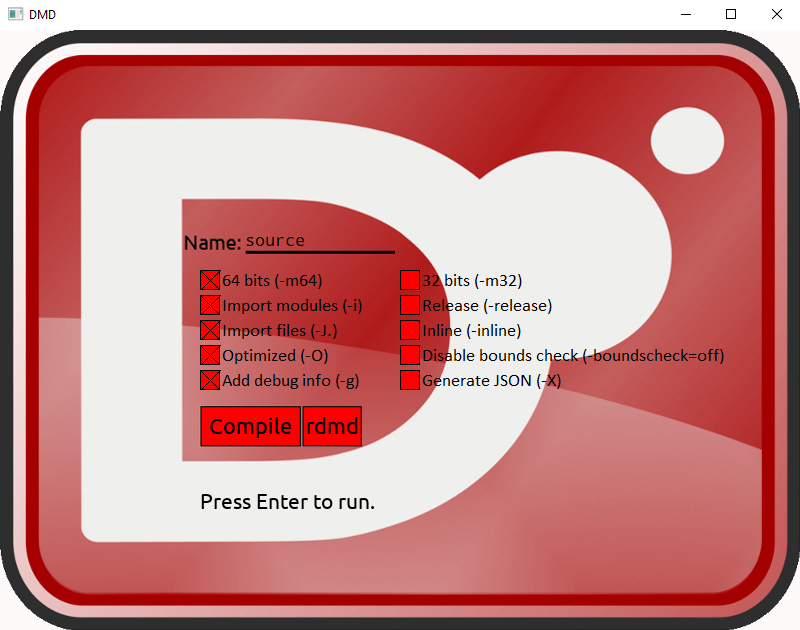 DMD
Name: source
64 bits (-m64) 32 bits (-m32)
Import modules (-i) Release (-release)
Import files (-J.) Inline (-inline)
Optimized (-O) Disable bounds check (-boundscheck=off)
Add debug info (-g) Generate JSON (-X)
Compile rdmd
Press Enter to run.